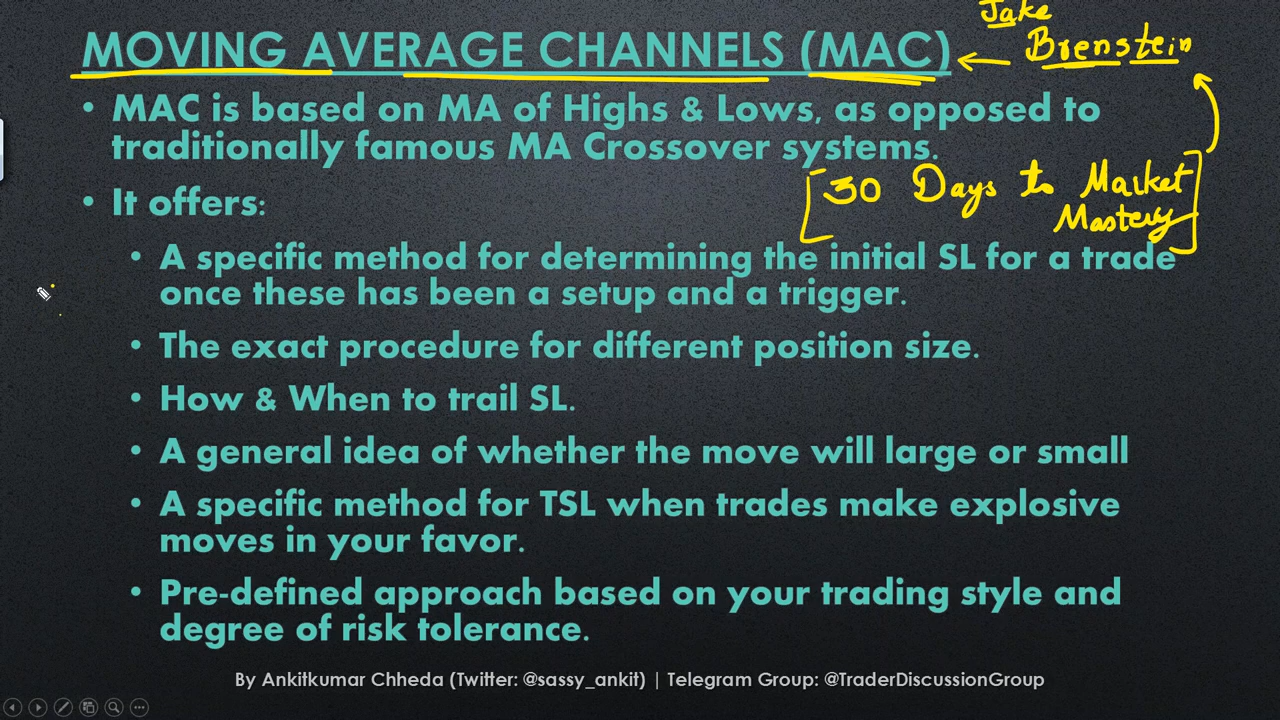 Jake
Brenstein
MOVING AVERAGE CHANNELS (MAC)
• MAC is based on MA of Highs & Lows, as opposed to
traditionally famous MA Crossover systems.
30 Days to Market
Mastery
• It offers:
• A specific method for determining the initial SL for a trade
once these has been a setup and a trigger.
• The exact procedure for different position size.
• How & When to trail SL.
• A general idea of whether the move will large or small
• A specific method for TSL when trades make explosive
moves in your favor.
• Pre-defined approach based on your trading style and
degree of risk tolerance.
By Ankitkumar Chheda (Twitter: @sassy_ankit) | Telegram Group: @TraderDiscussionGroup